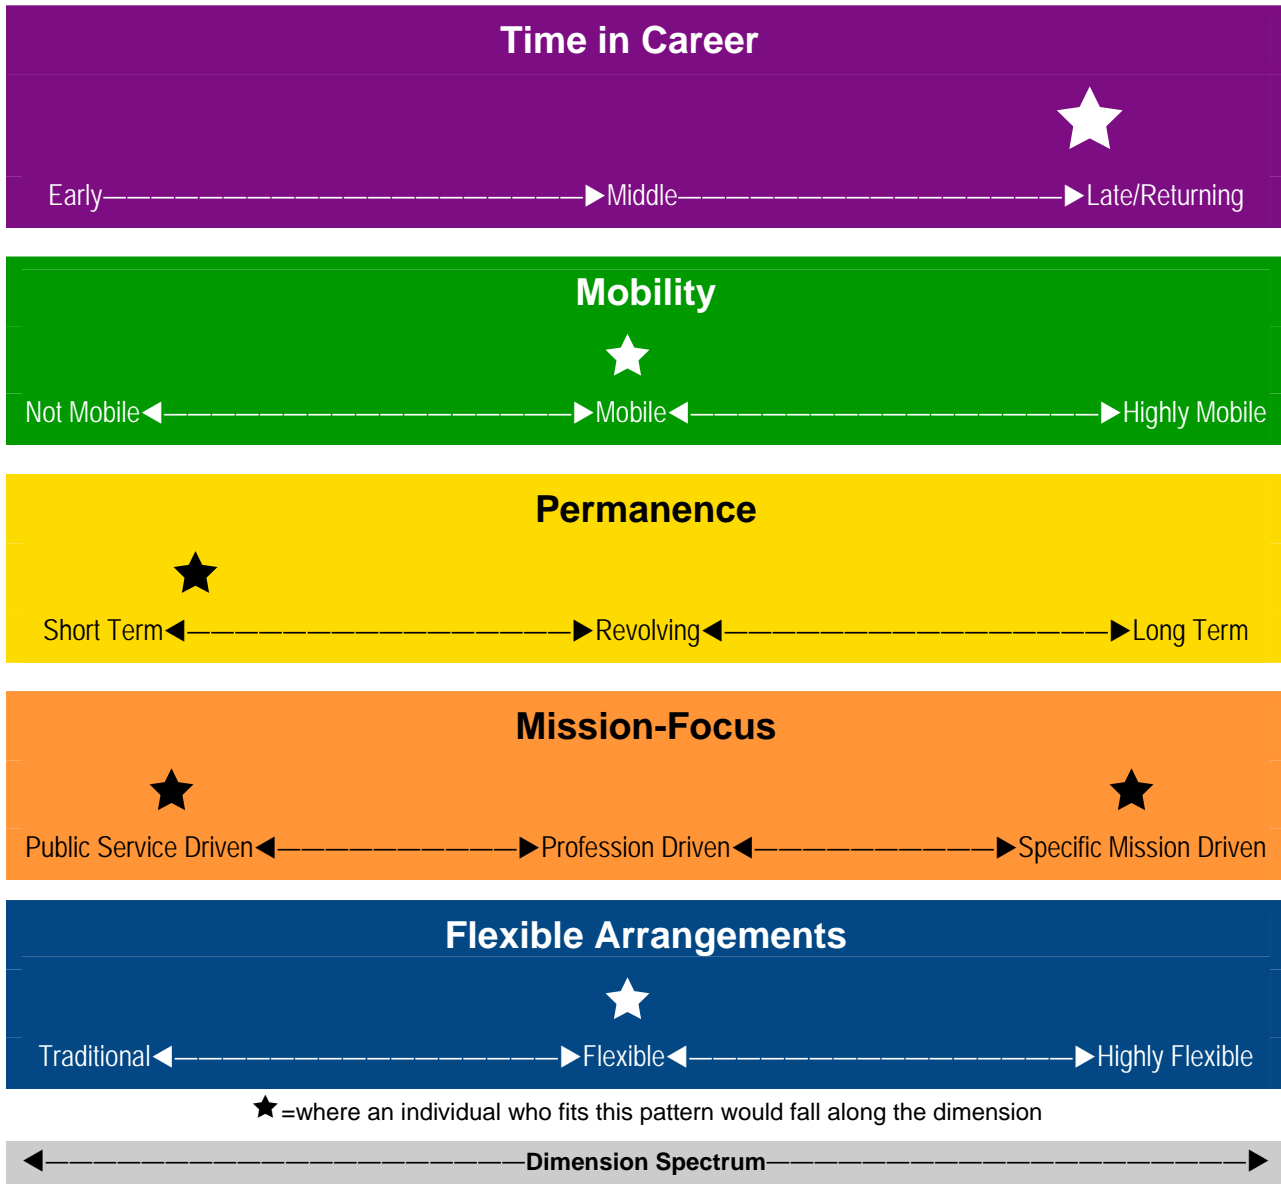 Time in Career
Early————————————————————▶Middle————————————————▶Late/Returning
Mobility
Not Mobile◀—————————————————▶Mobile◀—————————————————▶Highly Mobile
Permanence
Short Term◀————————————————▶Revolving◀————————————————▶Long Term
Mission-Focus
Public Service Driven◀——————————▶Profession Driven◀——————————▶Specific Mission Driven
Flexible Arrangements
Traditional◀————————————————▶Flexible◀————————————————▶Highly Flexible
★=where an individual who fits this pattern would fall along the dimension
◀————————————————————Dimension Spectrum————————————————————▶